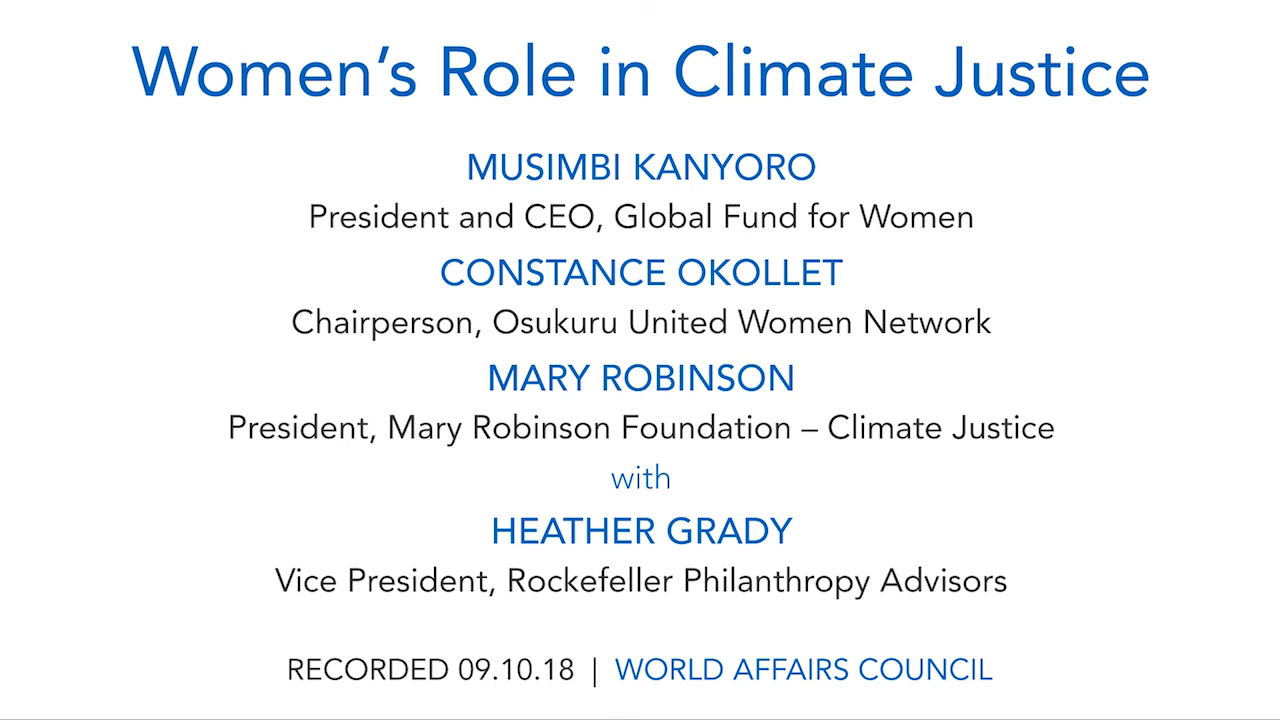 Women’s Role in Climate Justice
MUSIMBI KANYORO
President and CEO, Global Fund for Women
CONSTANCE OKOLLET
Chairperson, Osukuru United Women Network
MARY ROBINSON
President, Mary Robinson Foundation – Climate Justice
with
HEATHER GRADY
Vice President, Rockefeller Philanthropy Advisors
RECORDED 09.10.18 | WORLD AFFAIRS COUNCIL